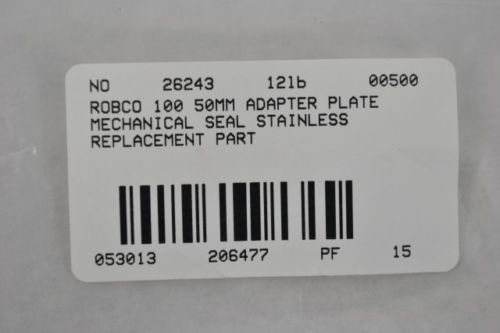 NO 26243 121b 00500
ROBCO 100 50MM ADAPTER PLATE
MECHANICAL SEAL STAINLESS
REPLACEMENT PART
053013 206477 PF 15